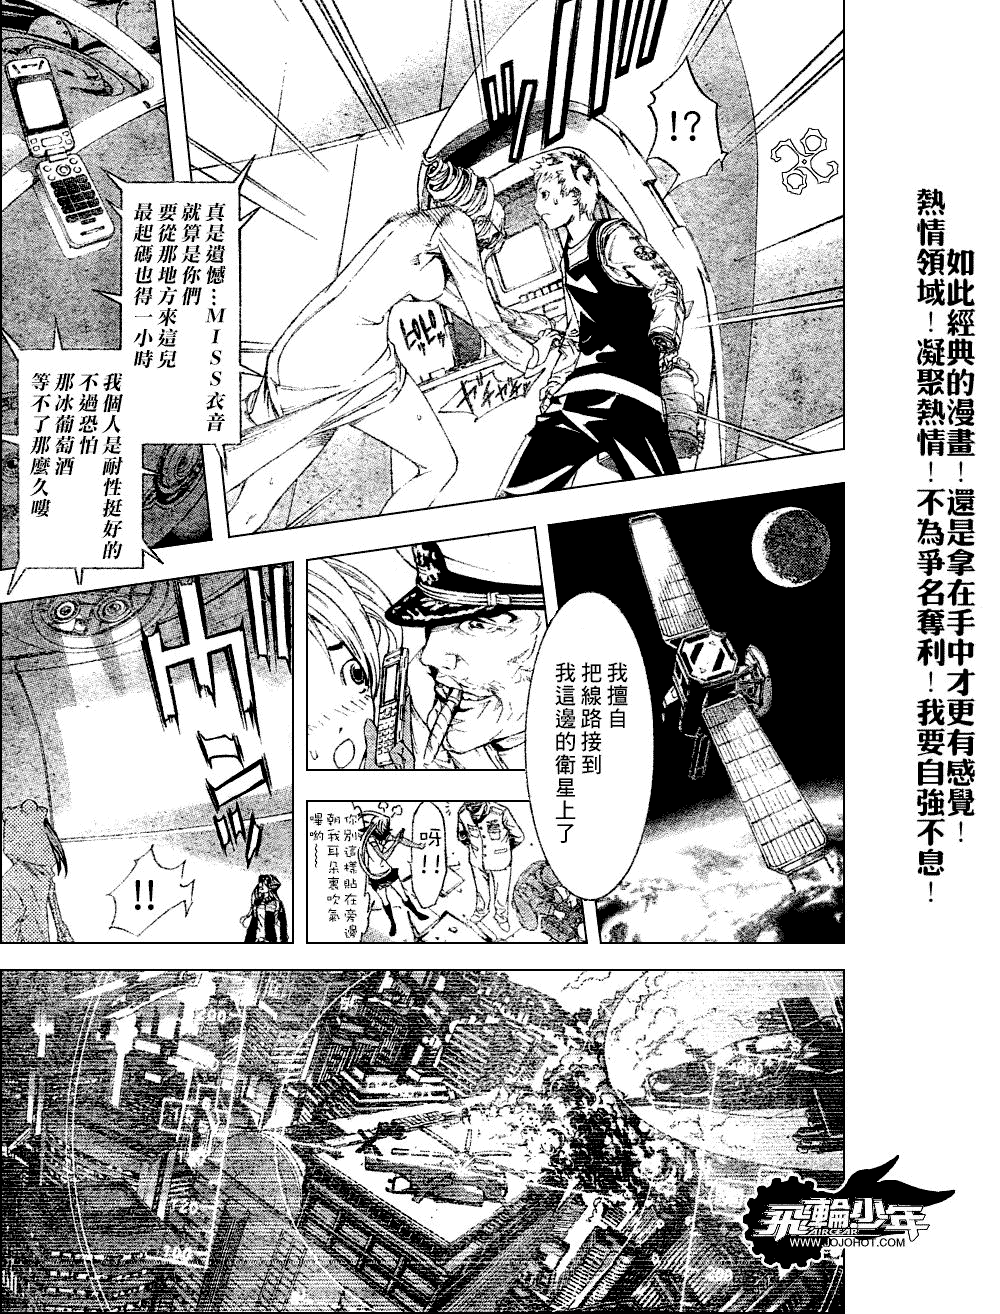 如此經典的漫畫！還是拿在手中才更有感覺！
熱情領域！凝聚熱情！不為爭名奪利！我要自強不息！
!?
真是遺憾…MISS衣音
就算是你們
要從那地方來這兒
最起碼也得一小時
我個人是耐性挺好的
不過恐怕
那冰葡萄酒
等不了那麼久嘍
我擅自
把線路接到
我這邊的衛星上了
呀!!
你別這樣貼在旁邊
朝我耳朵裏吹氣
嗶喲～～
!!
飛輪少年
WWW.JOJOHOT.COM